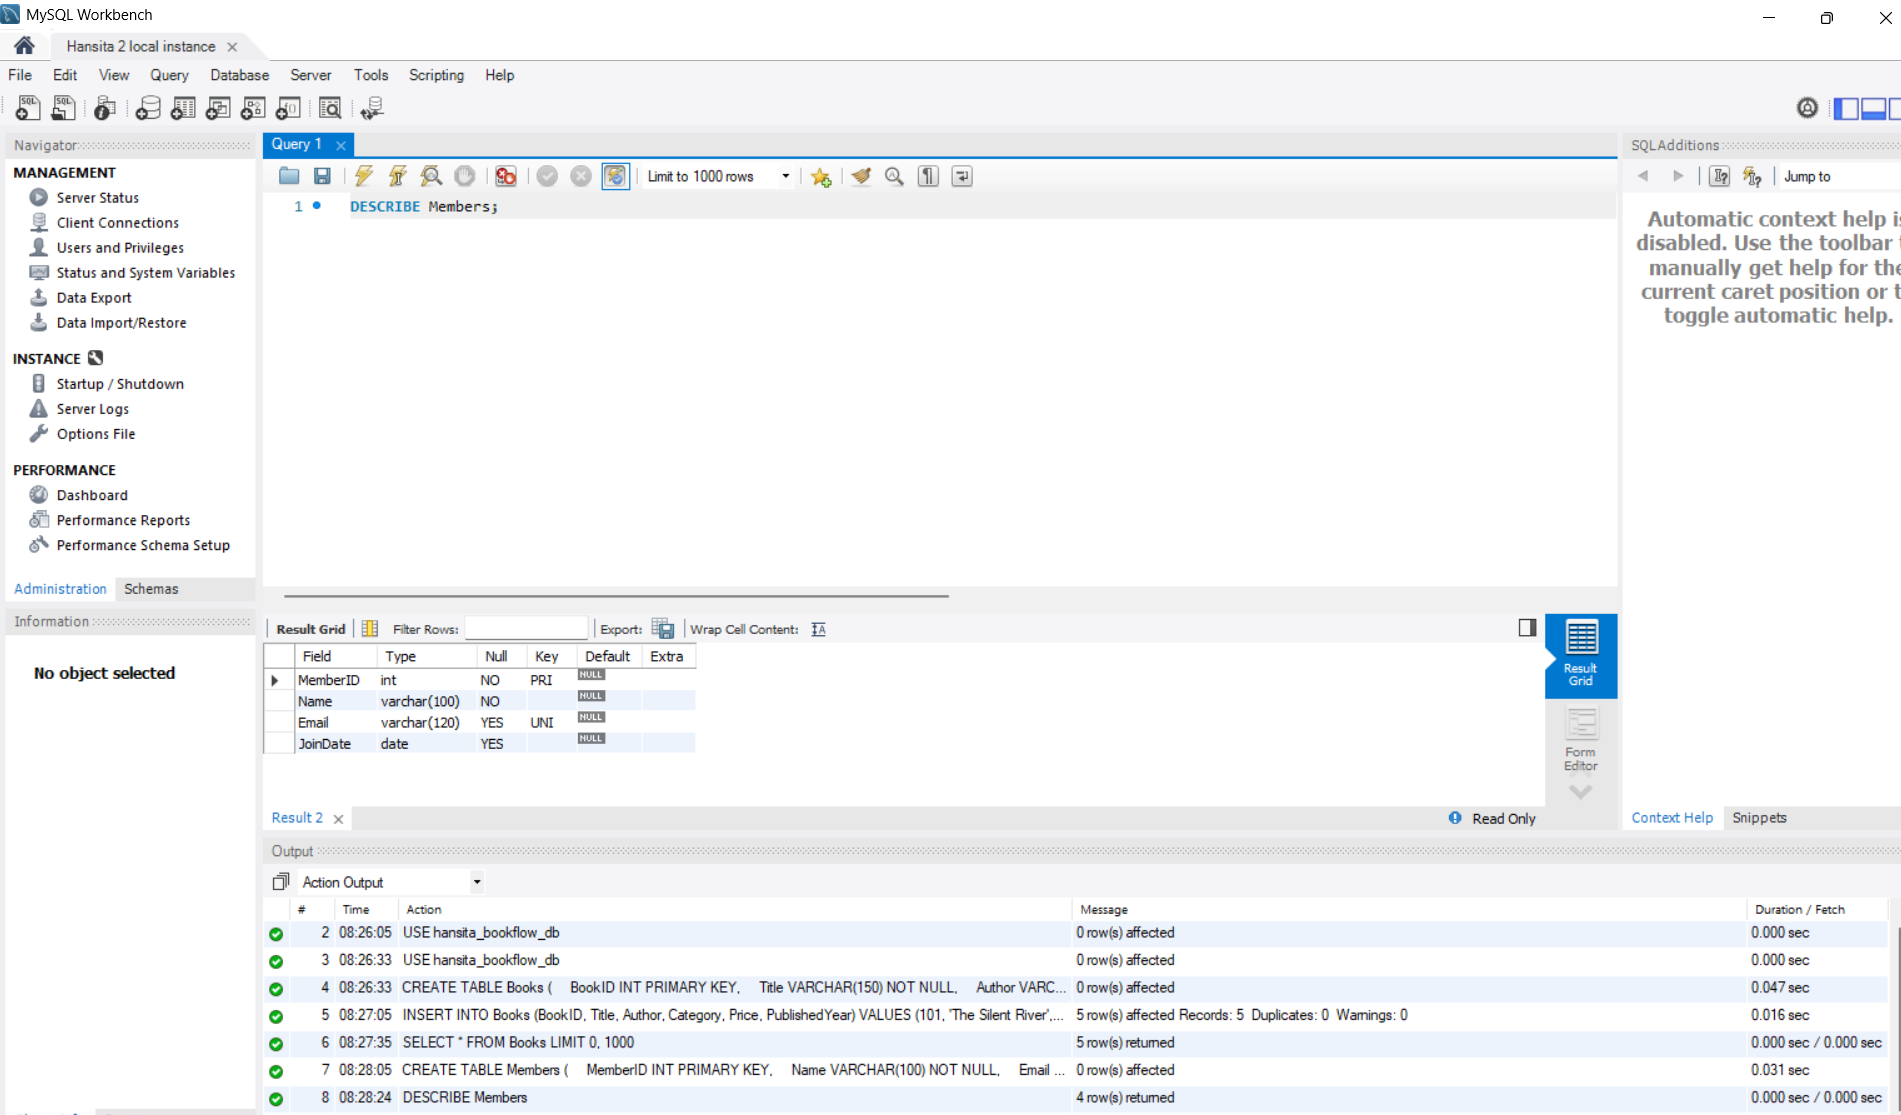 MySQL Workbench
Hansita 2 local instance
File Edit View Query Database Server Tools Scripting Help
Navigator
MANAGEMENT
Server Status
Client Connections
Users and Privileges
Status and System Variables
Data Export
Data Import/Restore
INSTANCE
Startup / Shutdown
Server Logs
Options File
PERFORMANCE
Dashboard
Performance Reports
Performance Schema Setup
Administration Schemas
Information
No object selected
Query 1
Limit to 1000 rows
1 DESCRIBE Members;
Result Grid Filter Rows: Export: Wrap Cell Content:
Field Type Null Key Default Extra
MemberID int NO PRI NULL
Name varchar(100) NO NULL
Email varchar(120) YES UNI NULL
JoinDate date YES NULL
Result Grid
Form Editor
Result 2
Read Only
SQLAdditions
Jump to
Automatic context help is
disabled. Use the toolbar
manually get help for the
current caret position or
toggle automatic help.
Context Help Snippets
Output
Action Output
# Time Action Message Duration / Fetch
2 08:26:05 USE hansita_bookflow_db 0 row(s) affected 0.000 sec
3 08:26:33 USE hansita_bookflow_db 0 row(s) affected 0.000 sec
4 08:26:33 CREATE TABLE Books ( BookID INT PRIMARY KEY, Title VARCHAR(150) NOT NULL, Author VARC... 0 row(s) affected 0.047 sec
5 08:27:05 INSERT INTO Books (BookID, Title, Author, Category, Price, PublishedYear) VALUES (101, 'The Silent River',... 5 row(s) affected Records: 5 Duplicates: 0 Warnings: 0 0.016 sec
6 08:27:35 SELECT * FROM Books LIMIT 0, 1000 5 row(s) returned 0.000 sec / 0.000 sec
7 08:28:05 CREATE TABLE Members ( MemberID INT PRIMARY KEY, Name VARCHAR(100) NOT NULL, Email ... 0 row(s) affected 0.031 sec
8 08:28:24 DESCRIBE Members 4 row(s) returned 0.000 sec / 0.000 sec